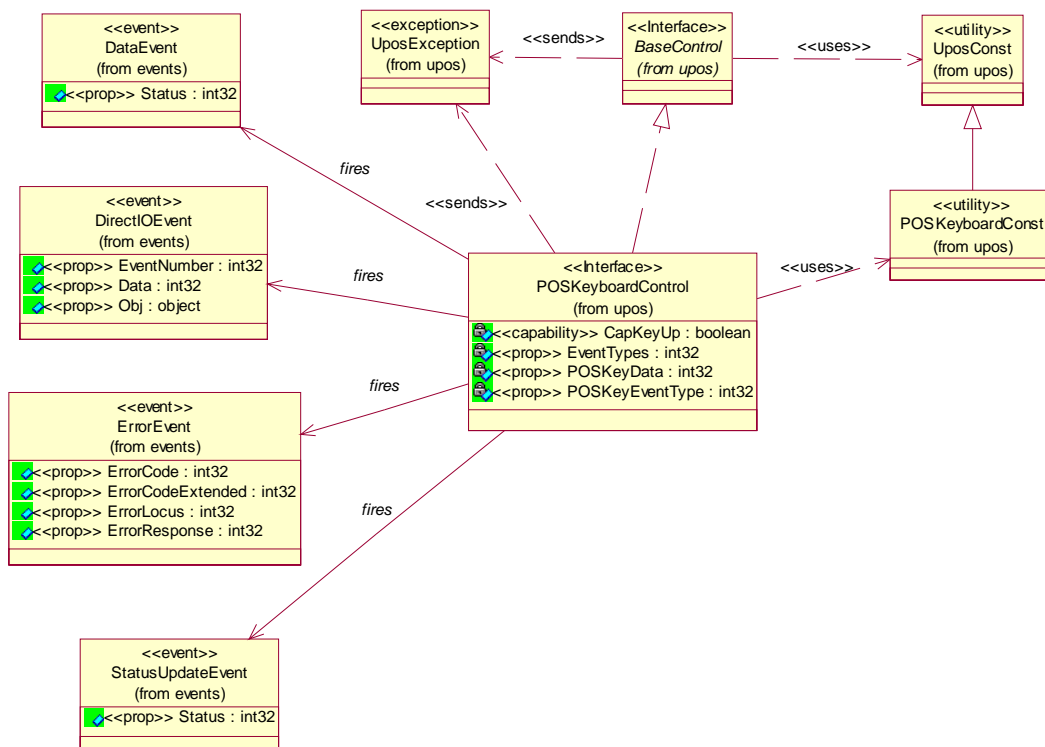 <<event>>
DataEvent
(from events)
<<prop>> Status : int32
<<exception>>
UposException
(from upos)
<<sends>>
<<Interface>>
BaseControl
(from upos)
<<uses>>
<<utility>>
UposConst
(from upos)
fires
<<sends>>
<<event>>
DirectIOEvent
(from events)
<<prop>> EventNumber : int32
<<prop>> Data : int32
<<prop>> Obj : object
fires
<<utility>>
POSKeyboardConst
(from upos)
<<uses>>
<<Interface>>
POSKeyboardControl
(from upos)
<<capability>> CapKeyUp : boolean
<<prop>> EventTypes : int32
<<prop>> POSKeyData : int32
<<prop>> POSKeyEventType : int32
fires
<<event>>
ErrorEvent
(from events)
<<prop>> ErrorCode : int32
<<prop>> ErrorCodeExtended : int32
<<prop>> ErrorLocus : int32
<<prop>> ErrorResponse : int32
fires
<<event>>
StatusUpdateEvent
(from events)
<<prop>> Status : int32